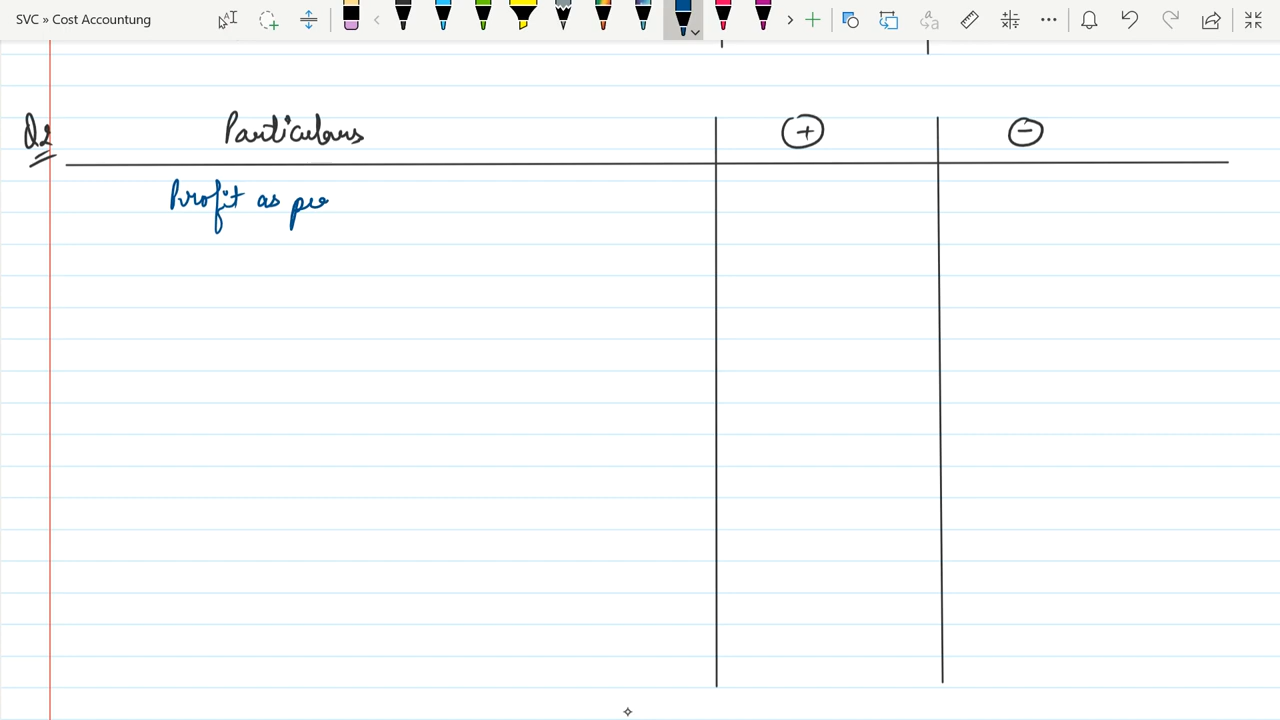 SVC » Cost Accountung
Q2 Particulars + -
Profit as per